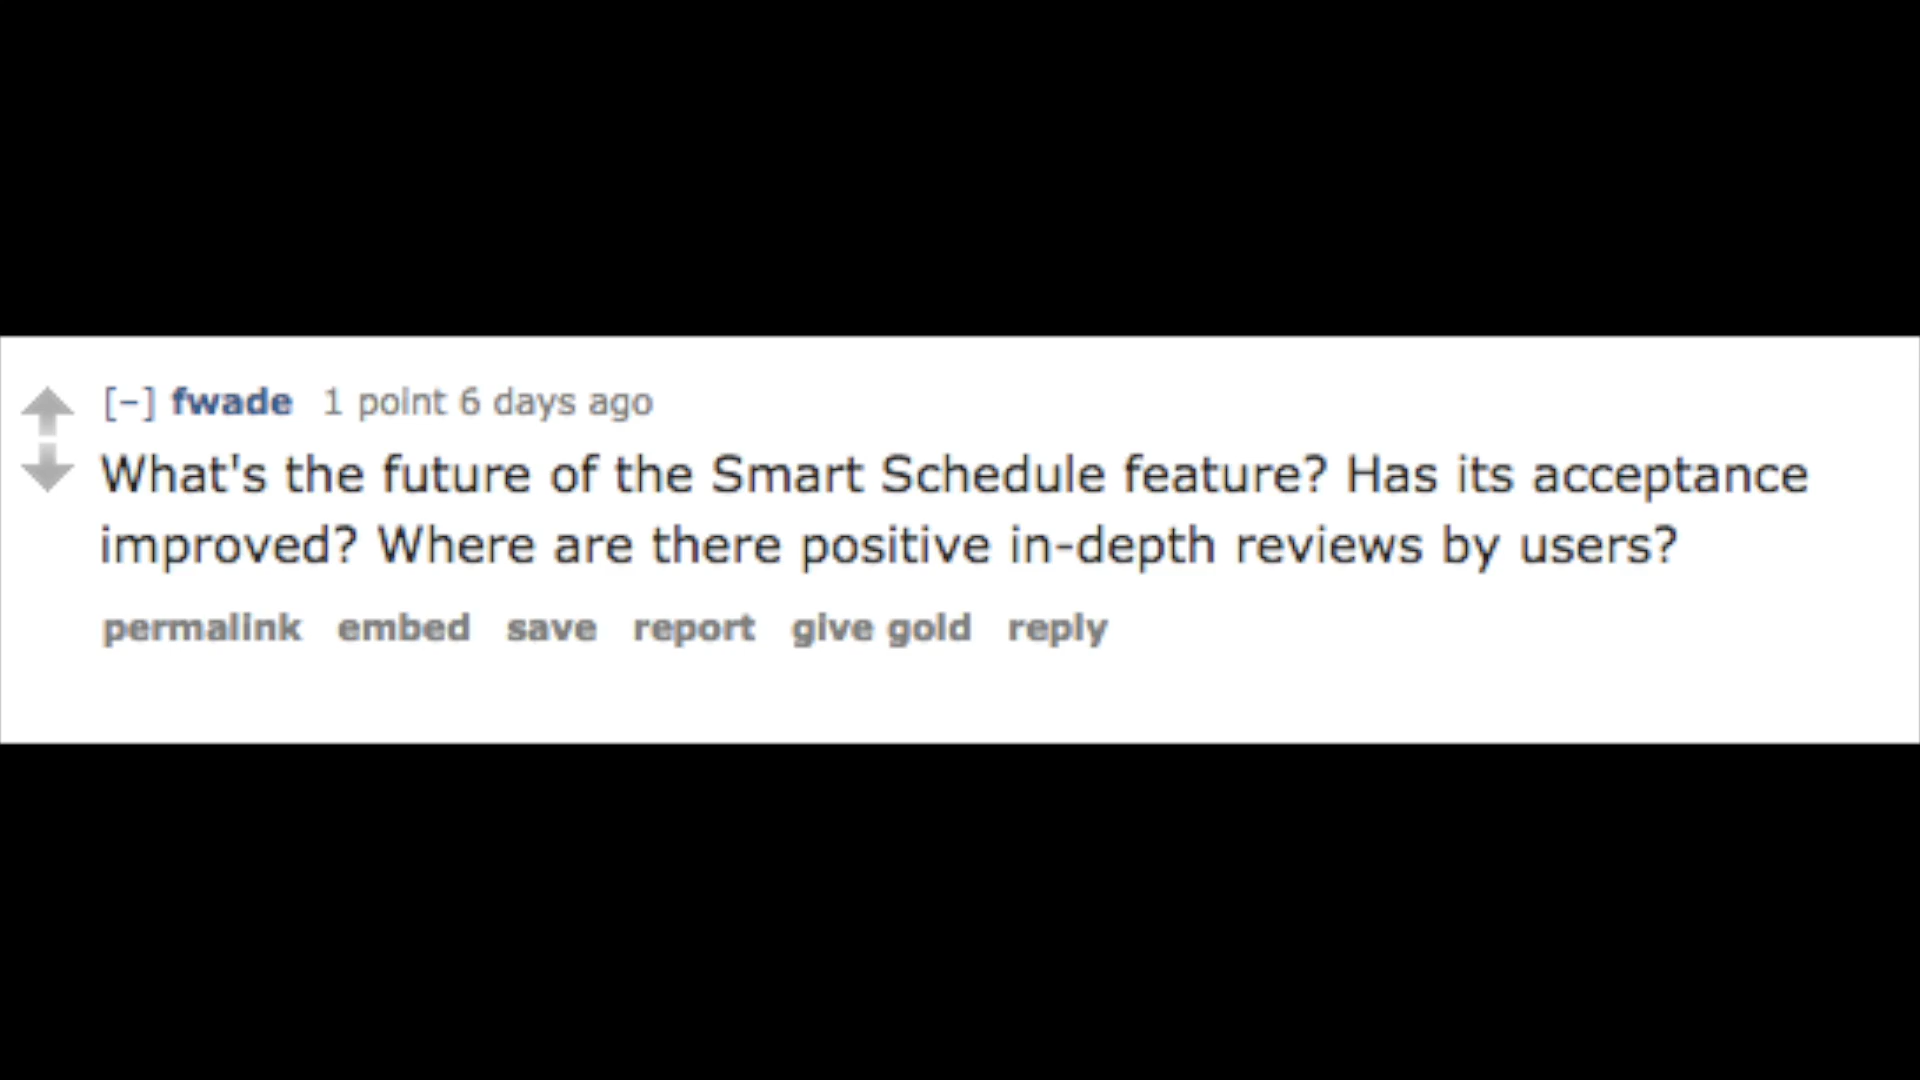 [–] fwade 1 point 6 days ago
What's the future of the Smart Schedule feature? Has its acceptance
improved? Where are there positive in-depth reviews by users?
permalink embed save report give gold reply